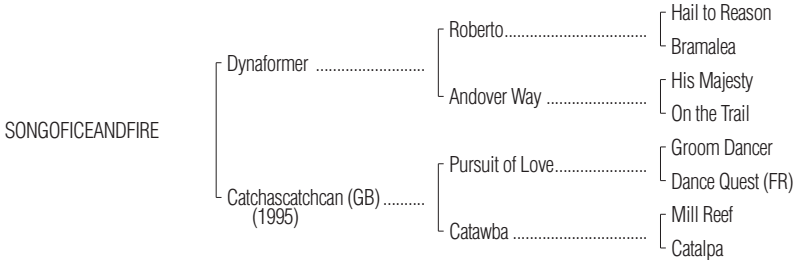 Hail to Reason
Roberto..................................
Bramalea
Dynaformer ..........................
His Majesty
Andover Way ........................
On the Trail
SONGOFICEANDFIRE
Groom Dancer
Pursuit of Love......................
Dance Quest (FR)
Catchascatchcan (GB) ..........
(1995)
Mill Reef
Catawba ................................
Catalpa